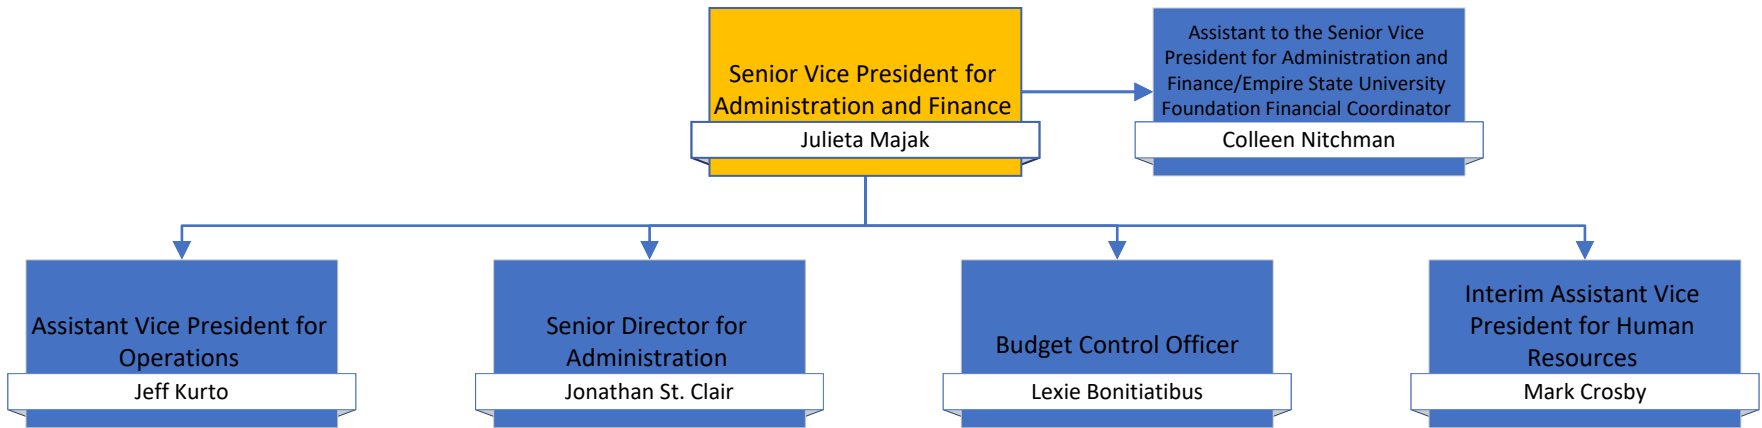 Senior Vice President for
Administration and Finance
Julieta Majak
Assistant to the Senior Vice
President for Administration and
Finance/Empire State University
Foundation Financial Coordinator
Colleen Nitchman
Assistant Vice President for
Operations
Jeff Kurto
Senior Director for
Administration
Jonathan St. Clair
Budget Control Officer
Lexie Bonitiatibus
Interim Assistant Vice
President for Human
Resources
Mark Crosby